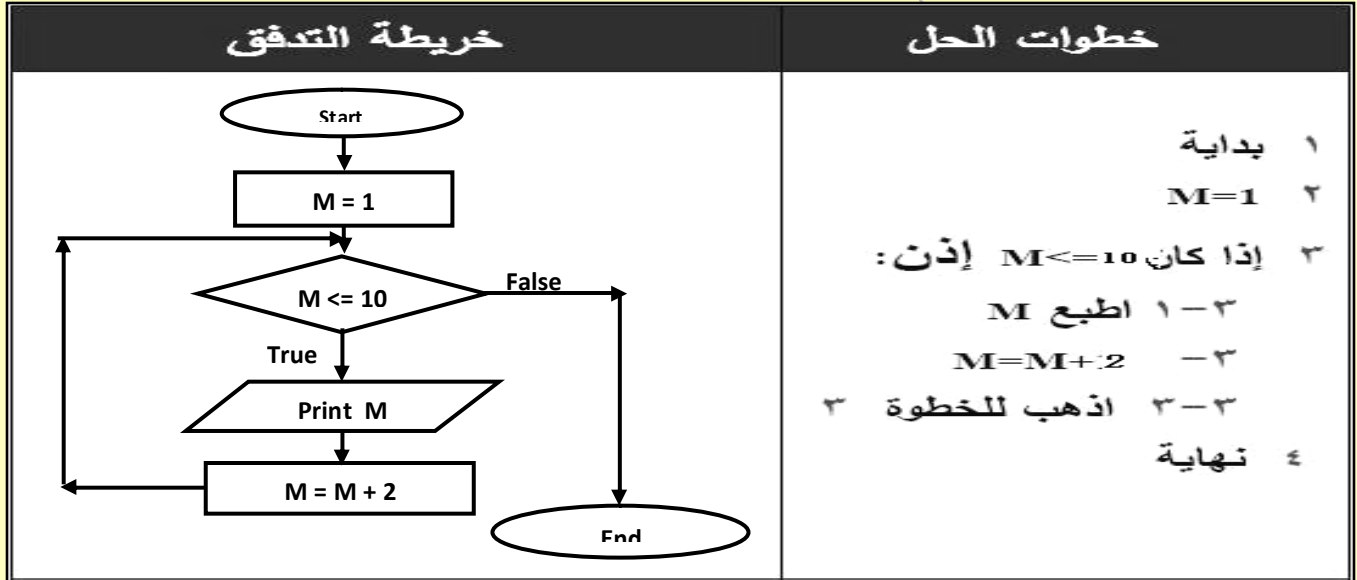 خطوات الحل
١ بداية
٢ M=1
٣ إذا كان M<=10 إذن:
٣-١ اطبع M
٣- M=M+2
٣-٣ اذهب للخطوة ٣
٤ نهاية
خريطة التدفق
Start
M = 1
M <= 10
False
True
Print M
M = M + 2
End